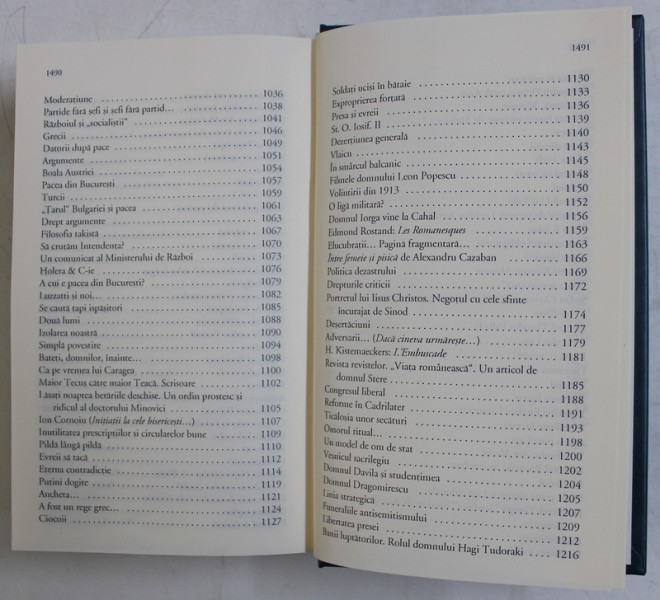 1490
Moderațiune 1036
Partide fără șefi și șefi fără partid... 1038
Războiul și „socialiștii” 1041
Grecii 1046
Datorii după pace 1049
Argumente 1051
Boala Austriei 1054
Pacea din București 1057
Turcii 1059
„Țarul” Bulgariei și pacea 1061
Drept argumente 1063
Filosofia takistă 1067
Să cruțăm Intendența? 1070
Un comunicat al Ministerului de Război 1073
Holera & C-ie 1076
A cui e pacea din București? 1079
Luzzatti și noi... 1082
Se caută țapi ispășitori 1085
Două lumi 1088
Izolarea noastră 1090
Simplă povestire 1094
Bateți, domnilor, înainte... 1098
Ca pe vremea lui Caragea 1100
Maior Tecuș către maior Teacă. Scrisoare 1102
Lăsați noaptea berăriile deschise. Un ordin prostesc și
ridicul al doctorului Minovici 1105
Ion Cornoiu (Inițiații la cele bisericești...) 1107
Inutilitatea prescripțiilor și circularelor bune 1109
Pildă lângă pildă 1110
Evreii să tacă 1112
Eterna contradicție 1114
Puțini dogite 1119
Ancheta... 1121
A fost un rege grec... 1124
Ciocuii 1127
1491
Soldați uciși în bătaie 1130
Exproprierea forțată 1133
Presa și evreii 1136
St. O. Iosif. II 1139
Dezerțiunea generală 1140
Vlaicu 1143
În smârcul balcanic 1145
Filmele domnului Leon Popescu 1148
Voluntirii din 1913 1150
O ligă militară? 1152
Domnul Iorga vine la Cahal 1156
Edmond Rostand: Les Romanesques 1159
Elucubrații... Pagină fragmentară... 1163
Între femeie și pisică de Alexandru Cazaban 1166
Politica dezastrului 1169
Drepturile criticii 1172
Portretul lui Iisus Christos. Negoțul cu cele sfinte
încurajat de Sinod 1174
Deșertăciuni 1177
Adversarii... (Dacă cineva urmărește...) 1179
H. Kistemaeckers: L'Embuscade 1181
Revista revistelor. „Viața românească”. Un articol de
domnul Stere 1185
Congresul liberal 1188
Reforme în Cadrilater 1191
Ticăloșia unor secături 1193
Omorul ritual... 1198
Un model de om de stat 1200
Vesnicul sacrilegiu 1202
Domnul Davila și studențimea 1204
Domnul Dragomirescu 1205
Linia strategică 1207
Funeraliile antisemitismului 1209
Libertatea presei 1212
Bunii luptătorilor. Rolul domnului Hagi Tudoraki 1216